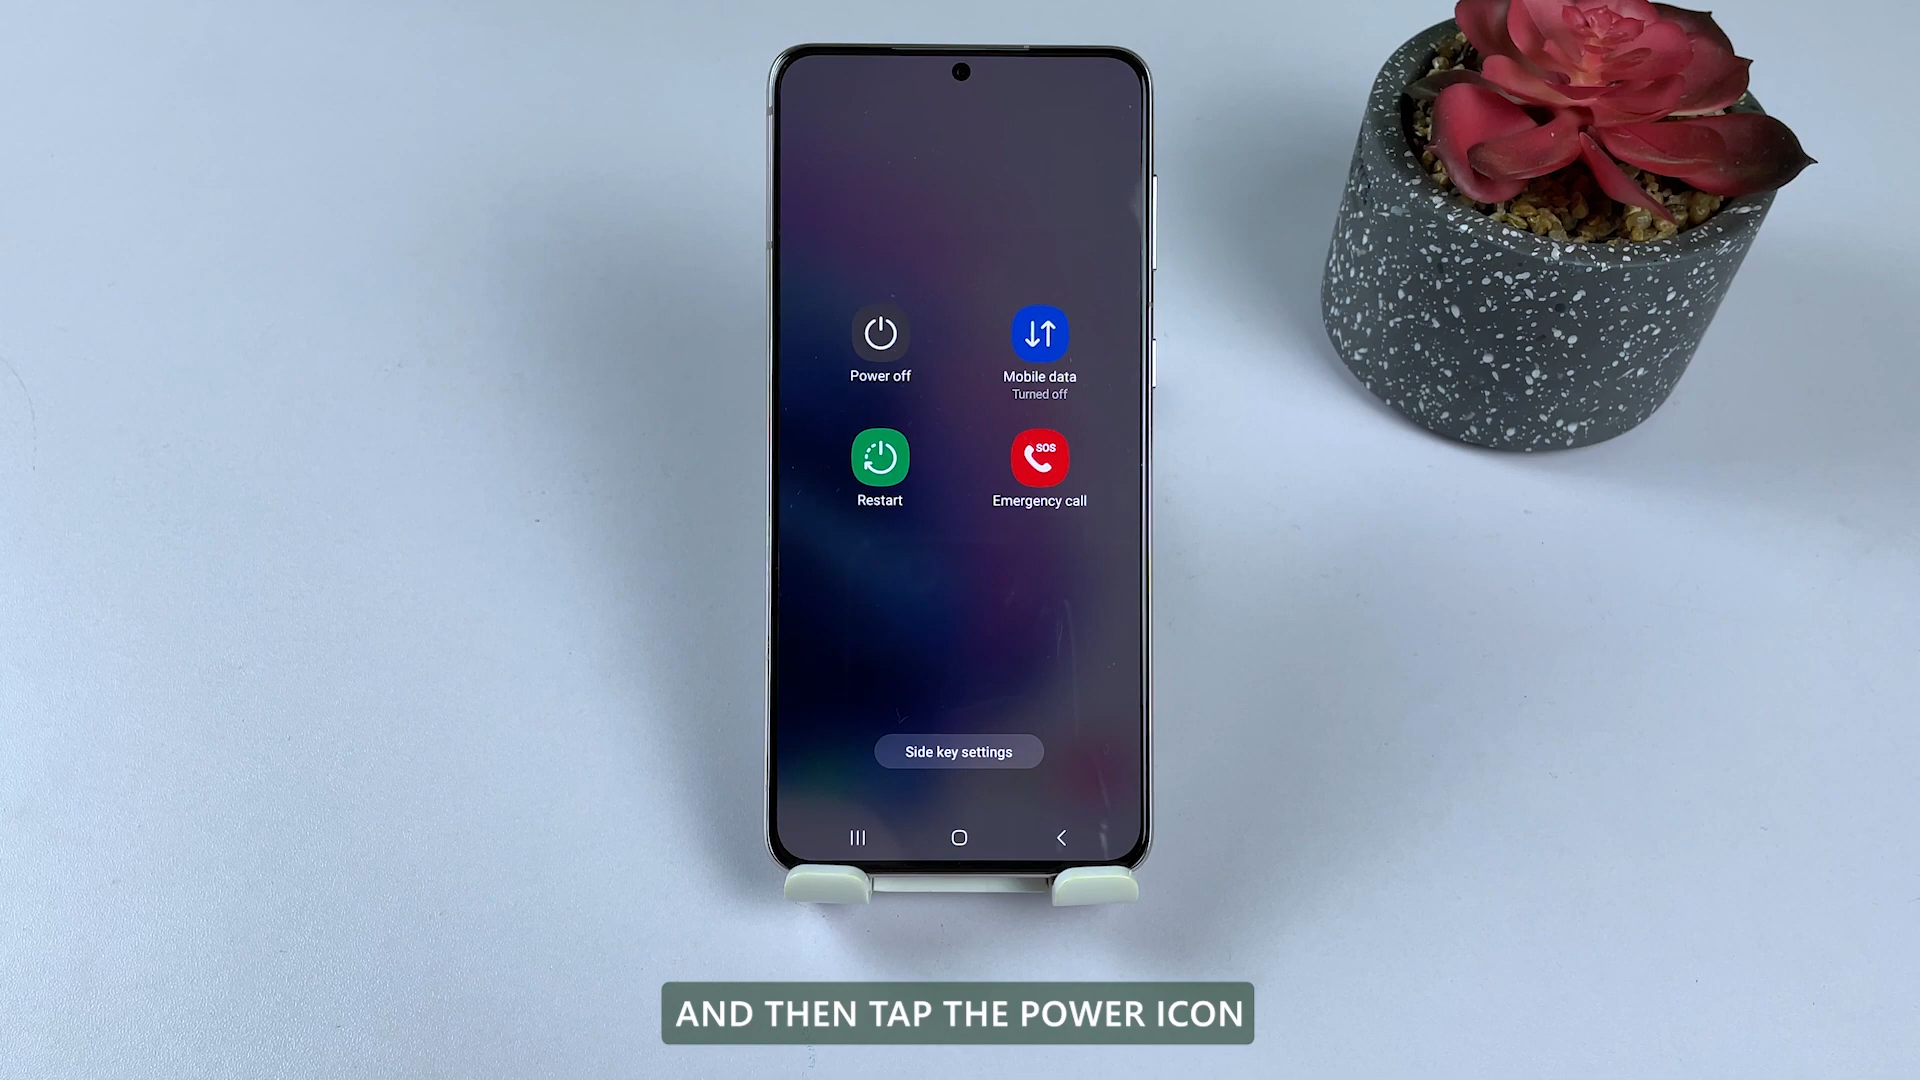 Power off
Mobile data
Turned off
SOS
Restart
Emergency call
Side key settings
AND THEN TAP THE POWER ICON